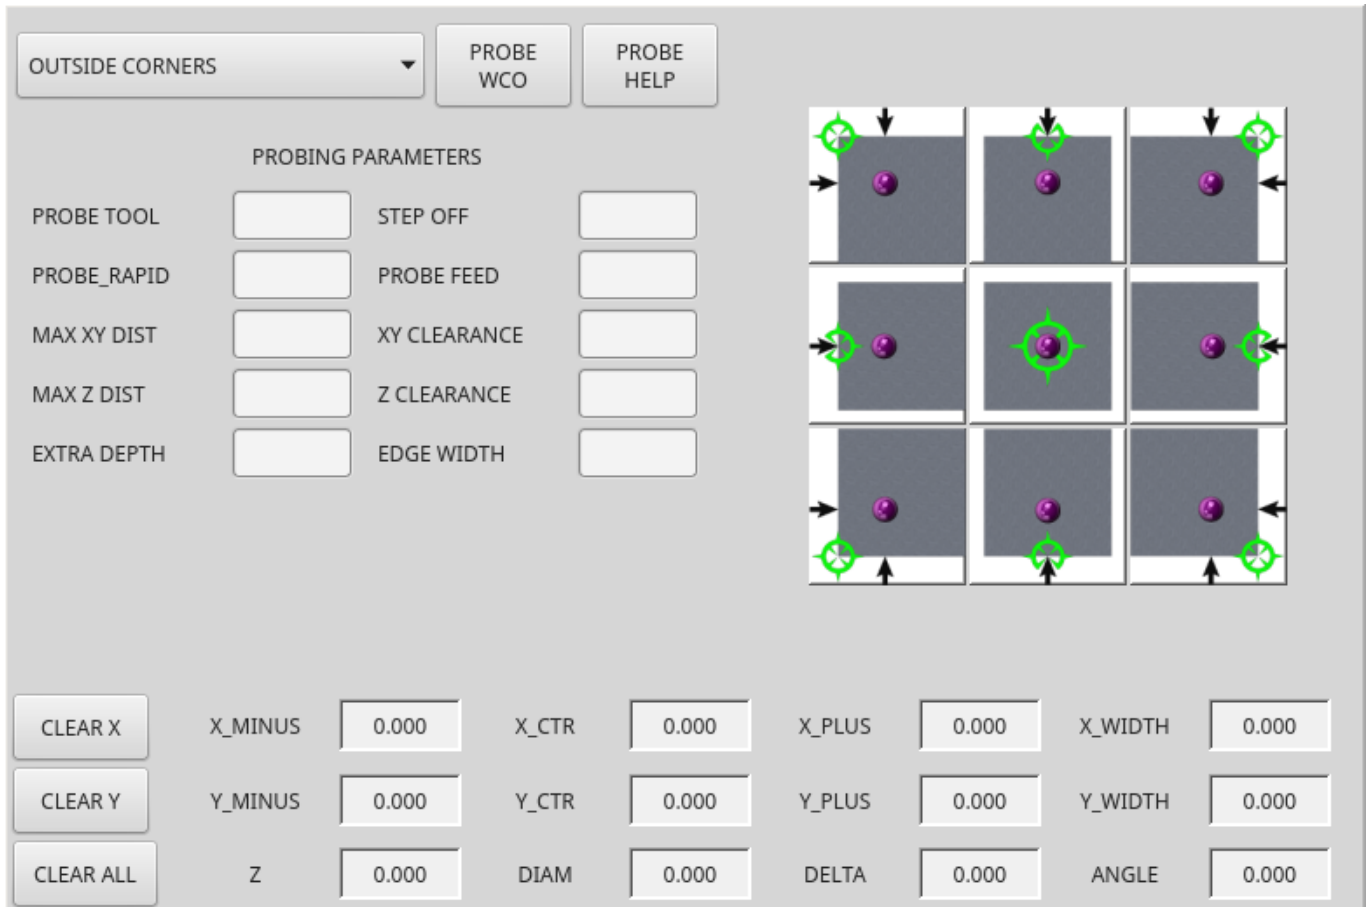 OUTSIDE CORNERS
PROBE
WCO
PROBE
HELP
PROBING PARAMETERS
PROBE TOOL
STEP OFF
PROBE_RAPID
PROBE FEED
MAX XY DIST
XY CLEARANCE
MAX Z DIST
Z CLEARANCE
EXTRA DEPTH
EDGE WIDTH
CLEAR X
X_MINUS
0.000
X_CTR
0.000
X_PLUS
0.000
X_WIDTH
0.000
CLEAR Y
Y_MINUS
0.000
Y_CTR
0.000
Y_PLUS
0.000
Y_WIDTH
0.000
CLEAR ALL
Z
0.000
DIAM
0.000
DELTA
0.000
ANGLE
0.000